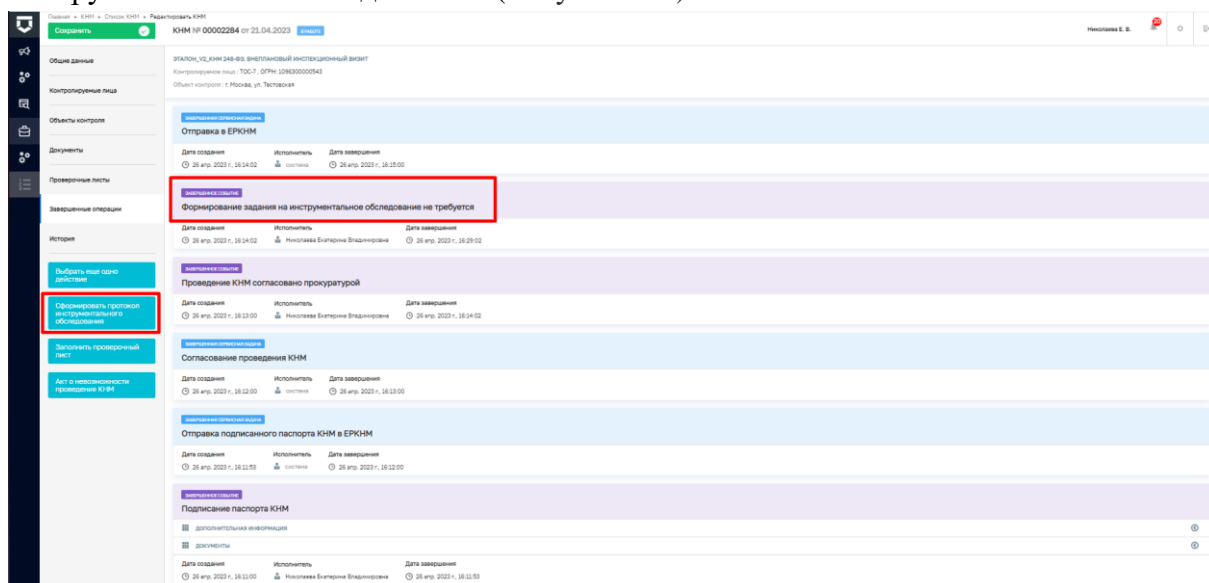 Главная • КНМ • Список КНМ • Редактировать КНМ
Сохранить
КНМ № 00002284 от 21.04.2023
Николаева Е. В.
Общие данные
Контролируемые лица
Объекты контроля
Документы
Проверочные листы
Завершенные операции
История
Выбрать еще одно
действие
Сформировать протокол
инструментального
обследования
Заполнить проверочный
лист
Акт о невозможности
проведения КНМ
ЭТАЛОН_V2_КНМ 248-ФЗ. ВНЕПЛАНОВЫЙ ИНСПЕКЦИОННЫЙ ВИЗИТ
Контролируемое лицо : ТОС-7 , ОГРН: 1096300000543
Объект контроля : г. Москва, ул. Тестовская
ЗАВЕРШЕННАЯ СЕРВИСНАЯ ЗАДАЧА
Отправка в ЕРКНМ
Дата создания Исполнитель Дата завершения
26 апр. 2023 г., 16:14:02 система 26 апр. 2023 г., 16:15:00
ЗАВЕРШЕННОЕ СОБЫТИЕ
Формирование задания на инструментальное обследование не требуется
Дата создания Исполнитель Дата завершения
26 апр. 2023 г., 16:14:02 Николаева Екатерина Владимировна 26 апр. 2023 г., 16:29:02
ЗАВЕРШЕННОЕ СОБЫТИЕ
Проведение КНМ согласовано прокуратурой
Дата создания Исполнитель Дата завершения
26 апр. 2023 г., 16:13:00 Николаева Екатерина Владимировна 26 апр. 2023 г., 16:14:02
ЗАВЕРШЕННАЯ СЕРВИСНАЯ ЗАДАЧА
Согласование проведения КНМ
Дата создания Исполнитель Дата завершения
26 апр. 2023 г., 16:12:00 система 26 апр. 2023 г., 16:13:00
ЗАВЕРШЕННАЯ СЕРВИСНАЯ ЗАДАЧА
Отправка подписанного паспорта КНМ в ЕРКНМ
Дата создания Исполнитель Дата завершения
26 апр. 2023 г., 16:11:53 система 26 апр. 2023 г., 16:12:00
ЗАВЕРШЕННОЕ СОБЫТИЕ
Подписание паспорта КНМ
ДОПОЛНИТЕЛЬНАЯ ИНФОРМАЦИЯ
ДОКУМЕНТЫ
Дата создания Исполнитель Дата завершения
26 апр. 2023 г., 16:11:00 Николаева Екатерина Владимировна 26 апр. 2023 г., 16:11:53